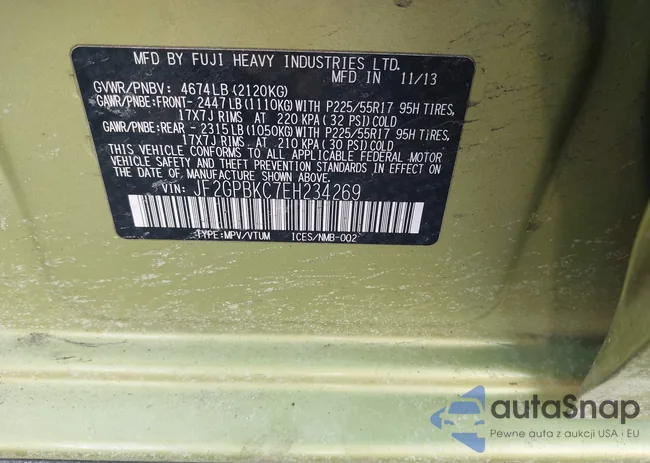 MFD BY FUJI HEAVY INDUSTRIES LTD.
MFD IN 11/13
GVWR/PNBV: 4674LB (2120KG)
GAWR/PNBE: FRONT- 2447LB (1110KG) WITH P225/55R17 95H TIRES,
17X7J RIMS AT 220 KPA (32 PSI) COLD
GAWR/PNBE: REAR - 2315LB (1050KG) WITH P225/55R17 95H TIRES,
17X7J RIMS AT 210 KPA (30 PSI) COLD
THIS VEHICLE CONFORMS TO ALL APPLICABLE FEDERAL MOTOR
VEHICLE SAFETY AND THEFT PREVENTION STANDARDS IN EFFECT
ON THE DATE OF MANUFACTURE SHOWN ABOVE.
VIN: JF2GPBKC7EH234269
TYPE:MPV/VTUM ICES/NMB-002
autaSnap
Pewne auta z aukcji USA i EU